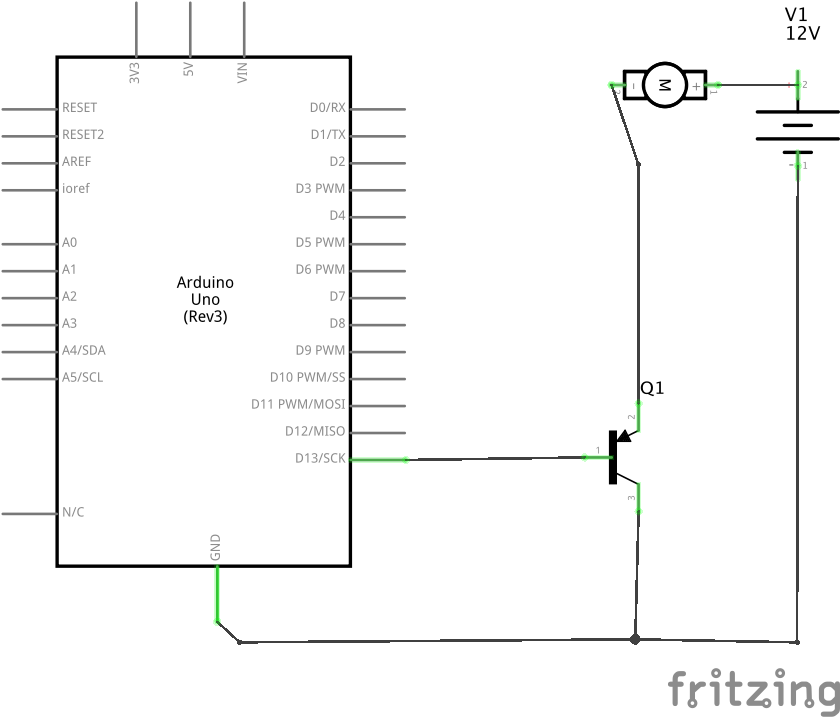 V1
12V
3V3
5V
VIN
2
M
−
+
1
RESET
D0/RX
RESET2
D1/TX
AREF
D2
1
ioref
D3 PWM
D4
A0
D5 PWM
A1
D6 PWM
Arduino
Uno
(Rev3)
A2
D7
A3
D8
A4/SDA
D9 PWM
A5/SCL
D10 PWM/SS
Q1
D11 PWM/MOSI
2
D12/MISO
1
D13/SCK
3
N/C
GND
fritzing